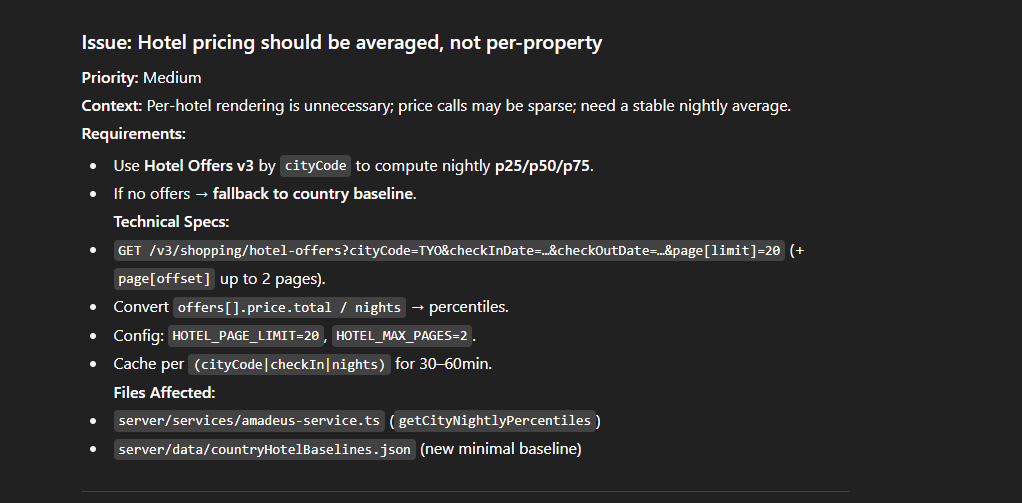 Issue: Hotel pricing should be averaged, not per-property
Priority: Medium
Context: Per-hotel rendering is unnecessary; price calls may be sparse; need a stable nightly average.
Requirements:
• Use Hotel Offers v3 by cityCode to compute nightly p25/p50/p75.
• If no offers → fallback to country baseline.
Technical Specs:
• GET /v3/shopping/hotel-offers?cityCode=TYO&checkInDate=…&checkOutDate=…&page[limit]=20 (+
page[offset] up to 2 pages).
• Convert offers[].price.total / nights → percentiles.
• Config: HOTEL_PAGE_LIMIT=20, HOTEL_MAX_PAGES=2.
• Cache per (cityCode|checkIn|nights) for 30–60min.
Files Affected:
• server/services/amadeus-service.ts (getCityNightlyPercentiles)
• server/data/countryHotelBaselines.json (new minimal baseline)